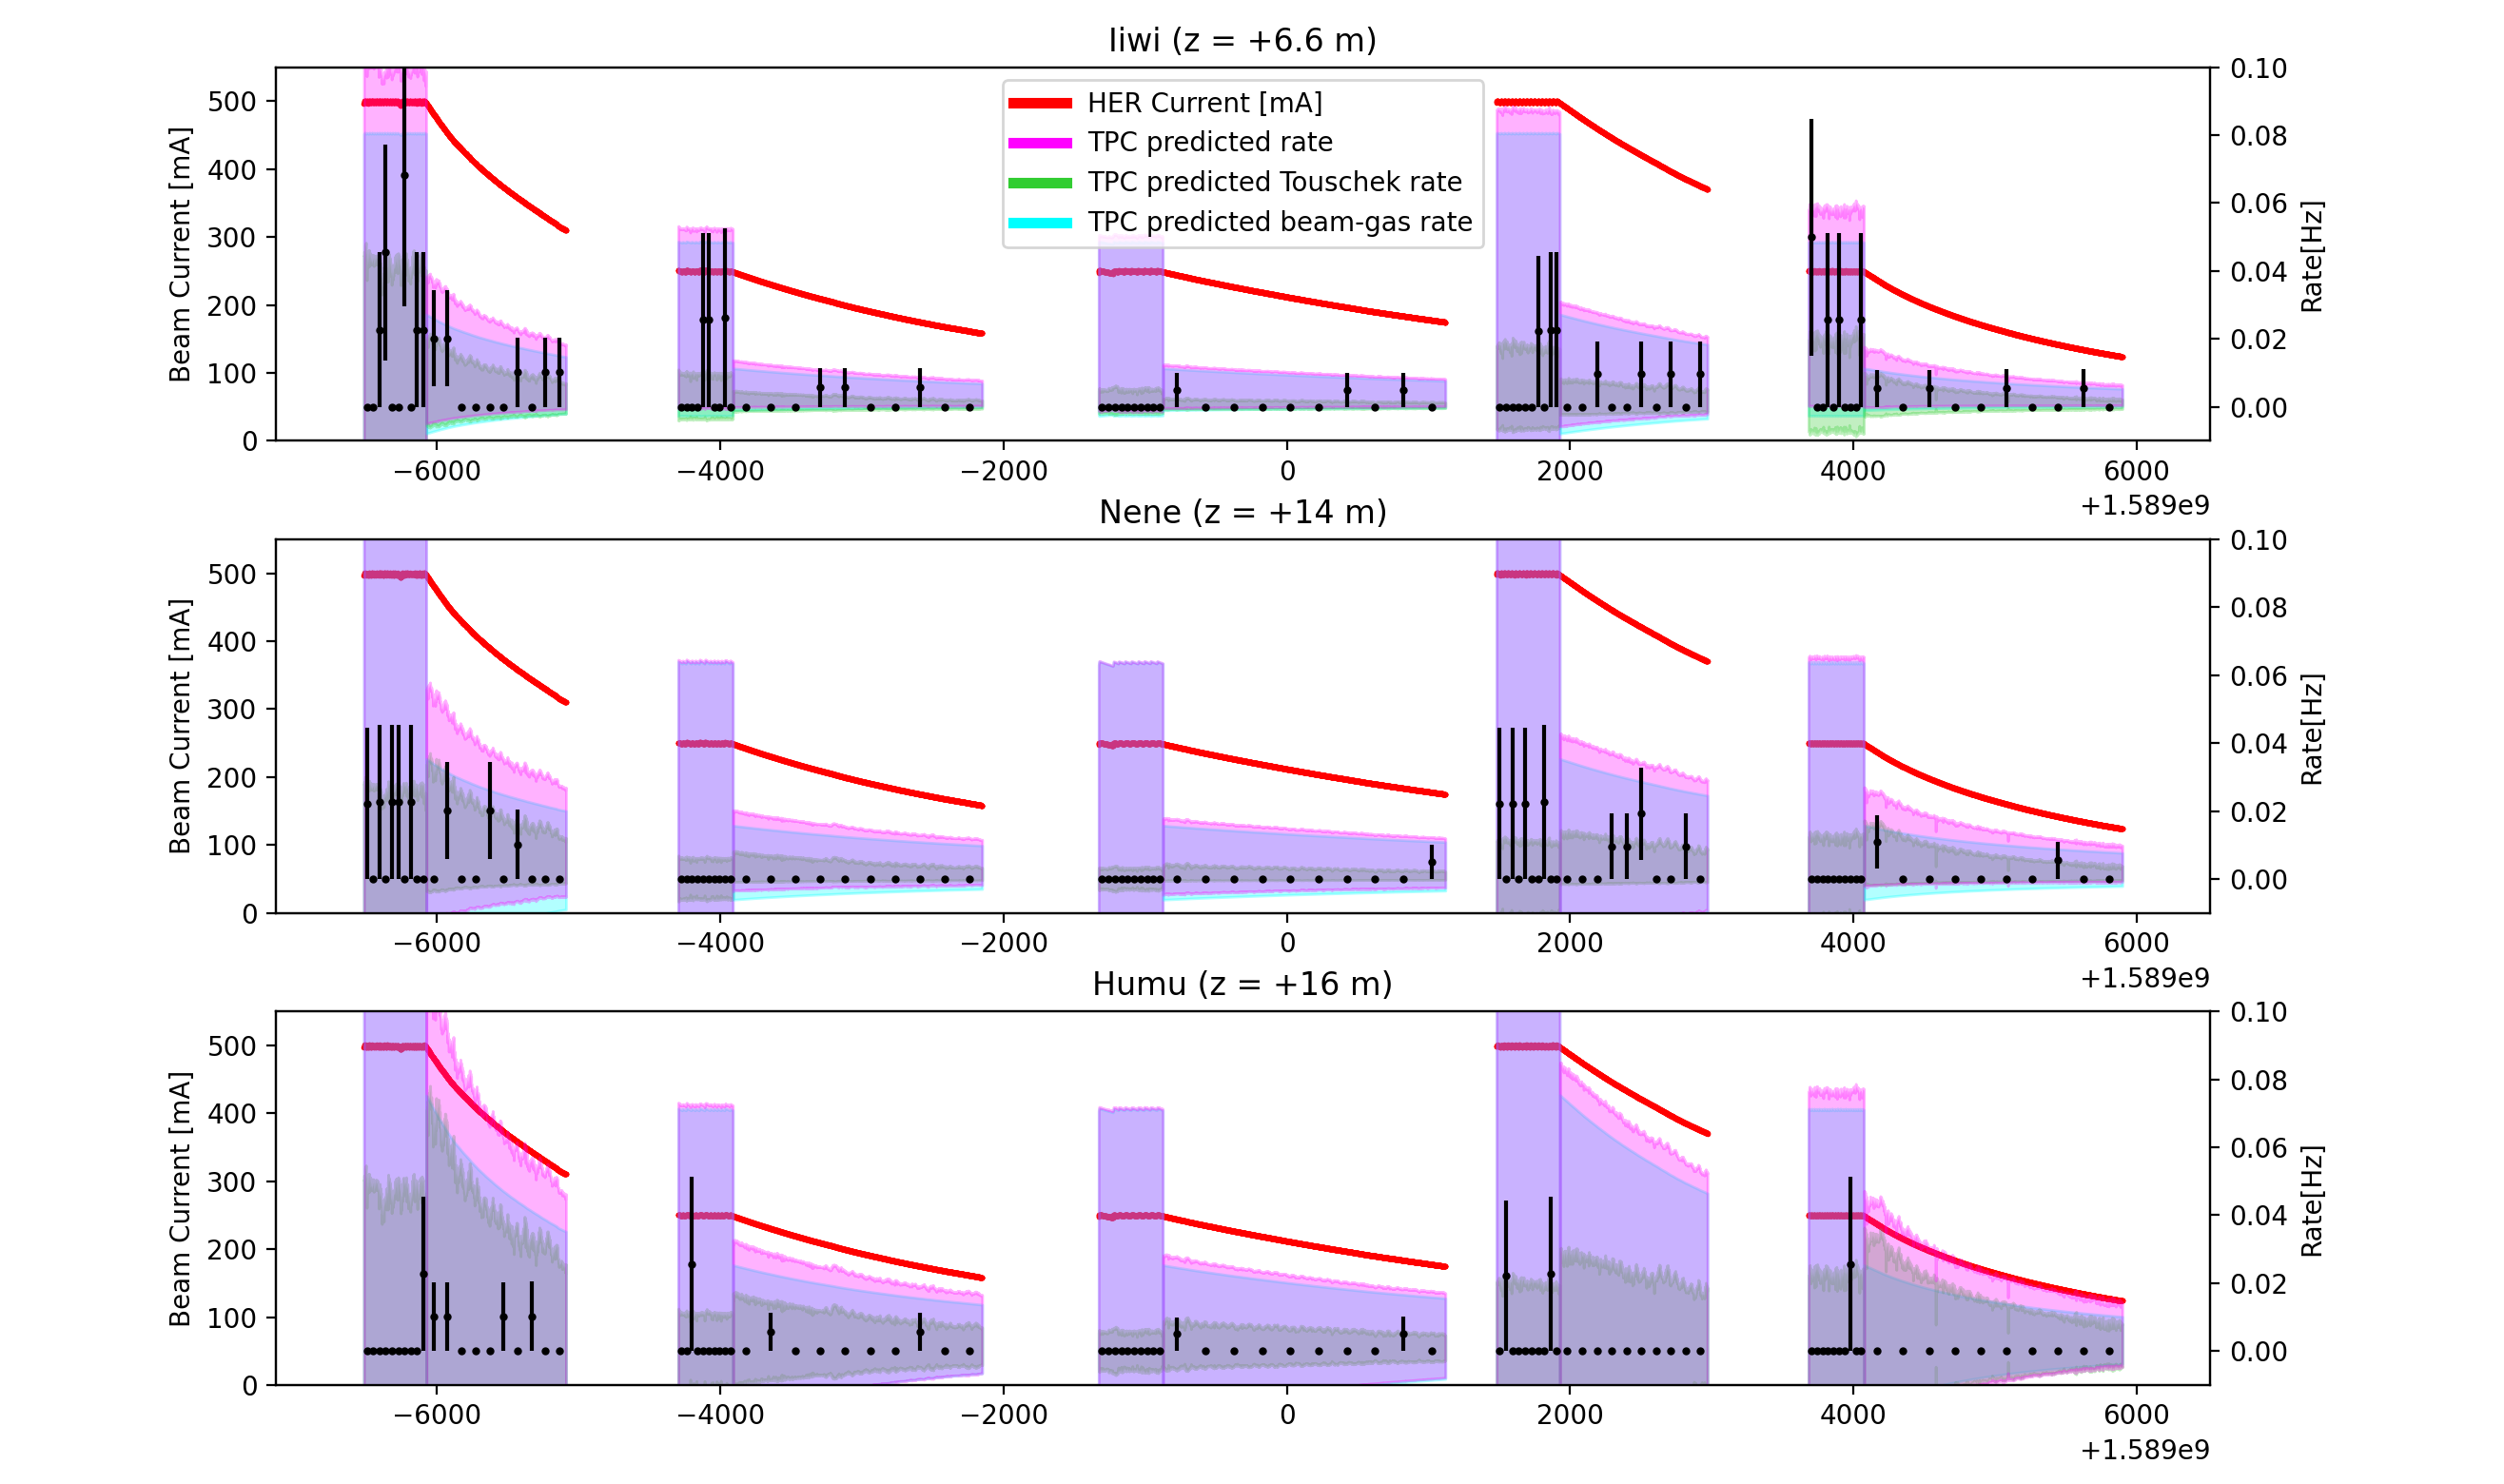 Iiwi (z = +6.6 m)
Beam Current [mA]
500
400
300
200
100
0
HER Current [mA]
TPC predicted rate
TPC predicted Touschek rate
TPC predicted beam-gas rate
0.10
0.08
0.06
0.04
0.02
0.00
Rate[Hz]
−6000 −4000 −2000 0 2000 4000 6000
+1.589e9
Nene (z = +14 m)
Beam Current [mA]
500
400
300
200
100
0
0.10
0.08
0.06
0.04
0.02
0.00
Rate[Hz]
−6000 −4000 −2000 0 2000 4000 6000
+1.589e9
Humu (z = +16 m)
Beam Current [mA]
500
400
300
200
100
0
0.10
0.08
0.06
0.04
0.02
0.00
Rate[Hz]
−6000 −4000 −2000 0 2000 4000 6000
+1.589e9